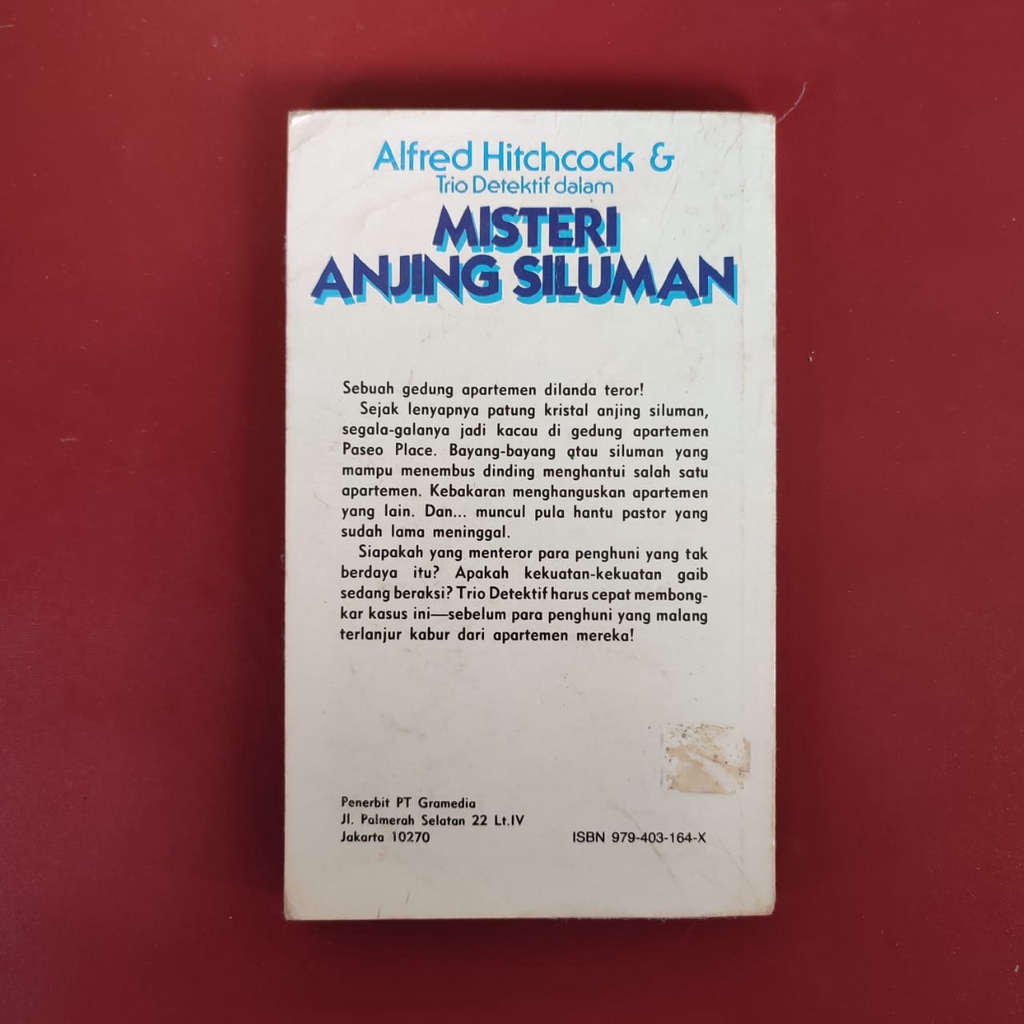 Alfred Hitchcock &
Trio Detektif dalam
MISTERI
ANJING SILUMAN
Sebuah gedung apartemen dilanda teror!
Sejak lenyapnya patung kristal anjing siluman,
segala-galanya jadi kacau di gedung apartemen
Paseo Place. Bayang-bayang atau siluman yang
mampu menembus dinding menghantui salah satu
apartemen. Kebakaran menghanguskan apartemen
yang lain. Dan... muncul pula hantu pastor yang
sudah lama meninggal.
Siapakah yang menteror para penghuni yang tak
berdaya itu? Apakah kekuatan-kekuatan gaib
sedang beraksi? Trio Detektif harus cepat membong-
kar kasus ini—sebelum para penghuni yang malang
terlanjur kabur dari apartemen mereka!
Penerbit PT Gramedia
Jl. Palmerah Selatan 22 Lt.IV
Jakarta 10270
ISBN 979-403-164-X